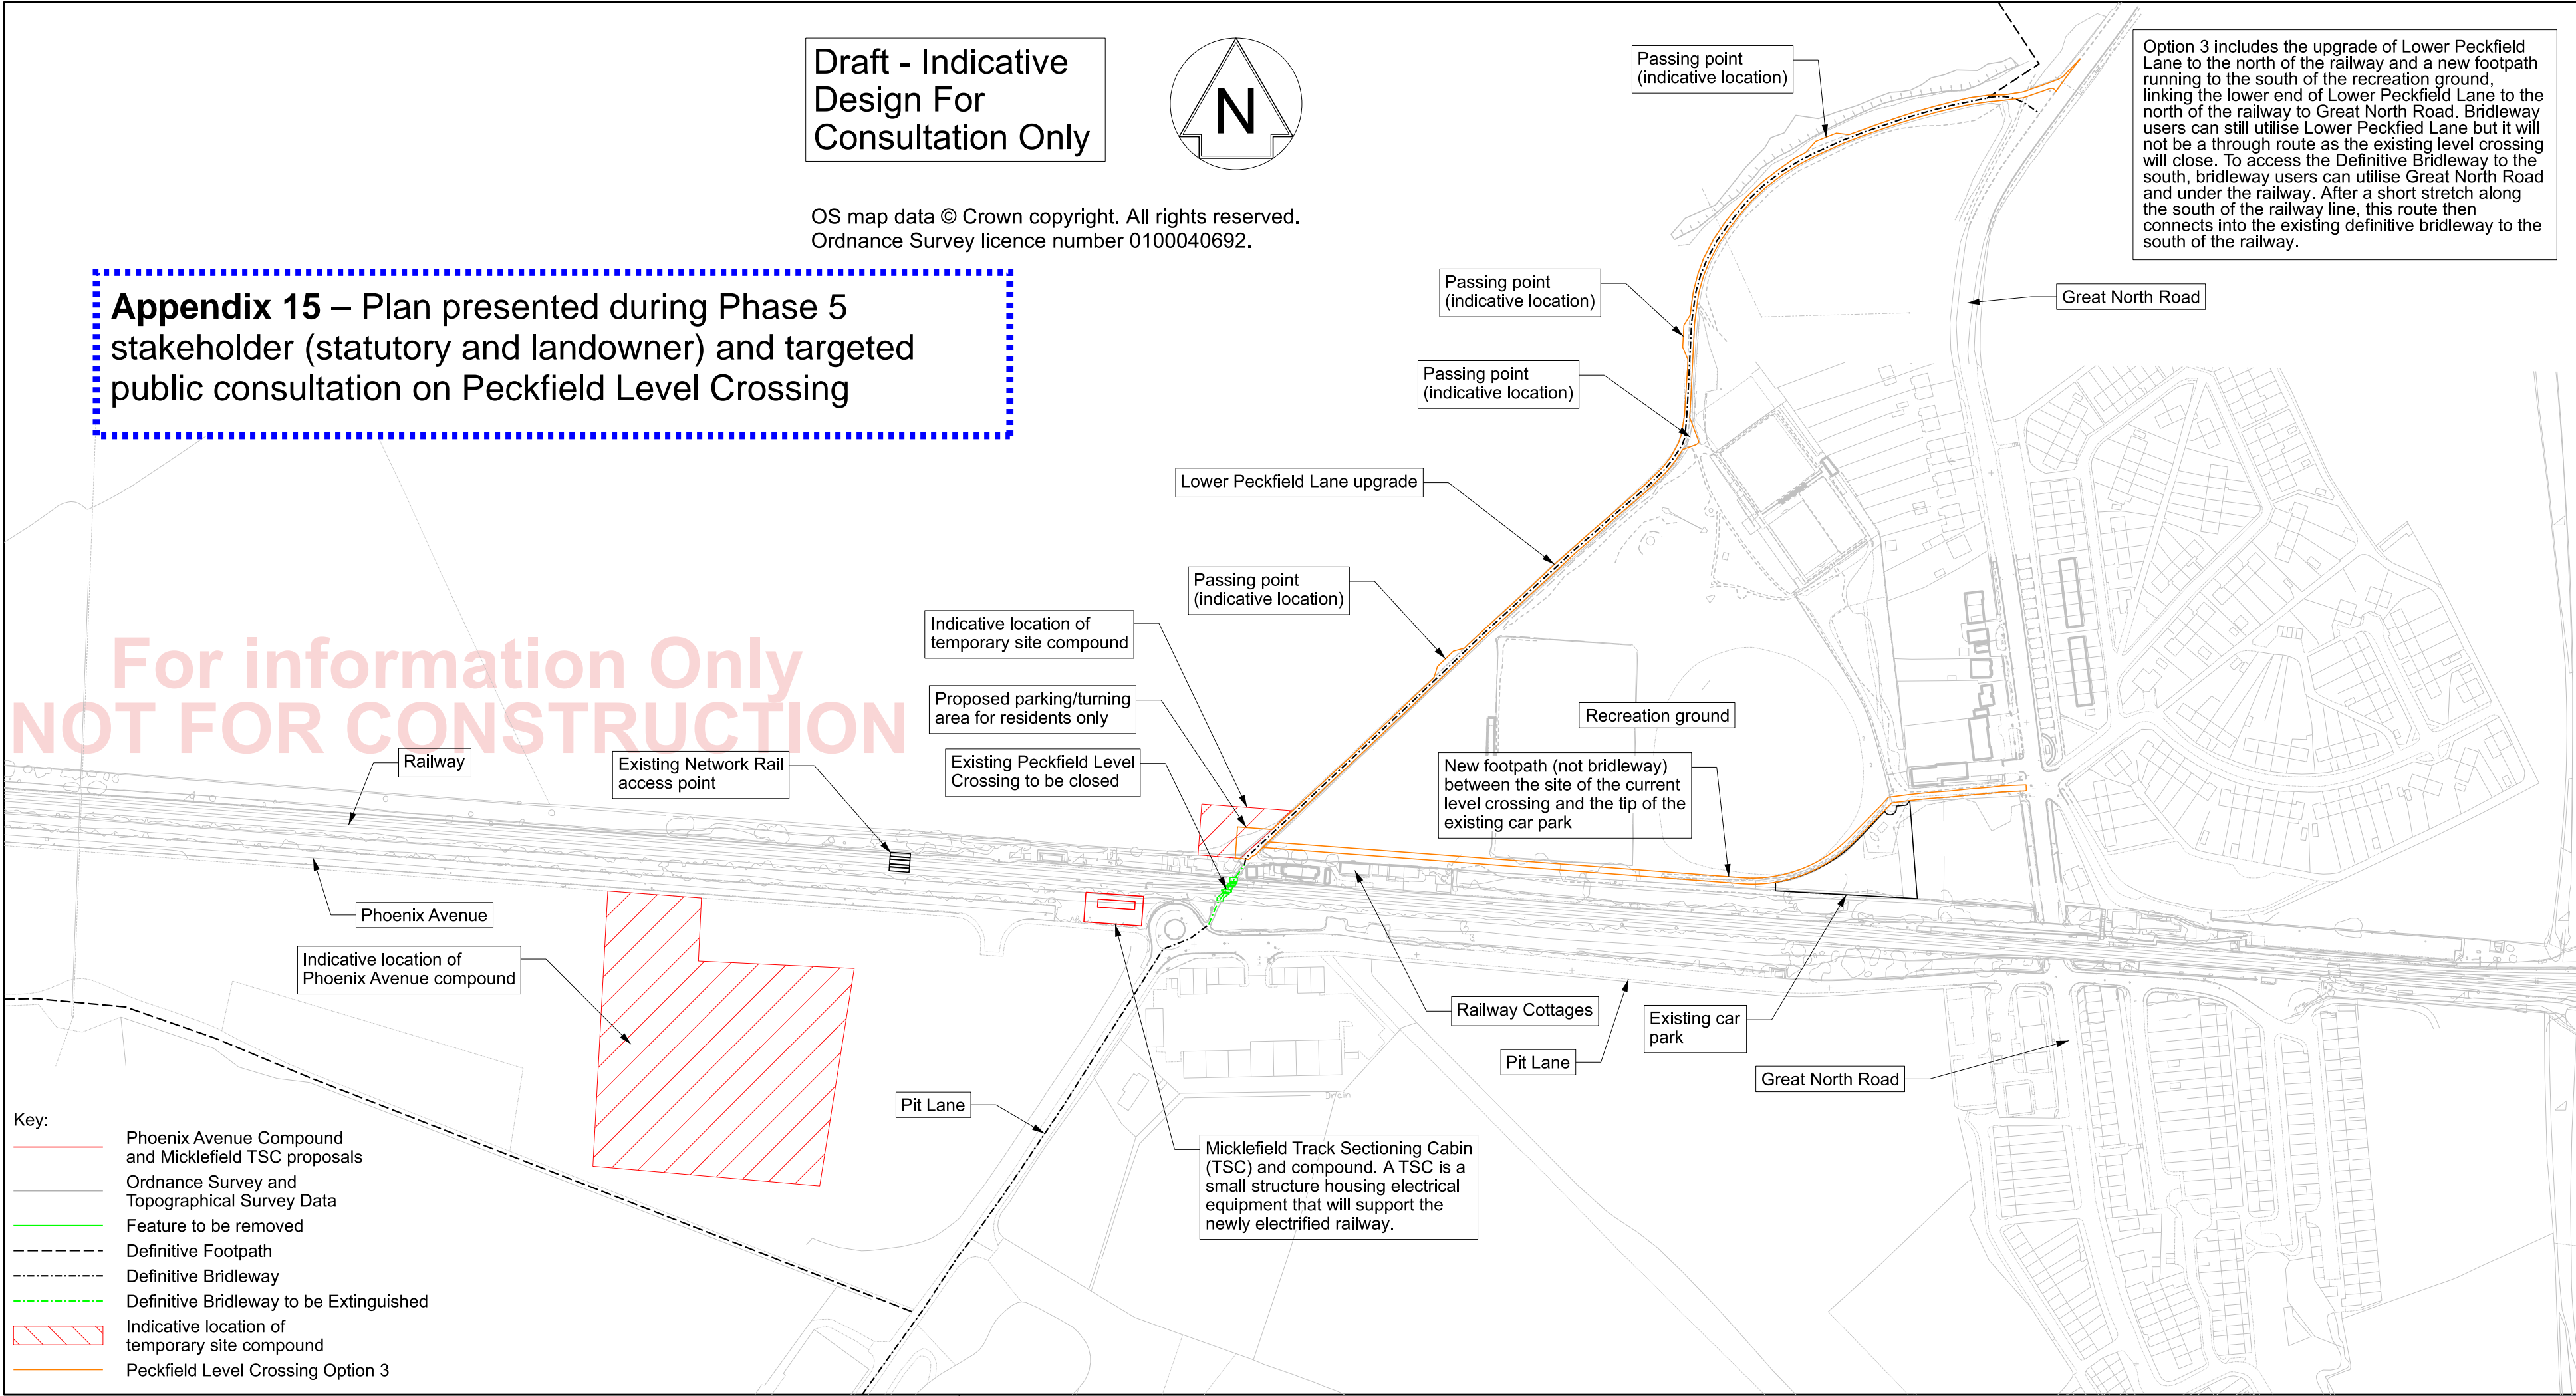 Draft - Indicative
Design For
Consultation Only
N
OS map data © Crown copyright. All rights reserved.
Ordnance Survey licence number 0100040692.
Appendix 15 – Plan presented during Phase 5
stakeholder (statutory and landowner) and targeted
public consultation on Peckfield Level Crossing
Option 3 includes the upgrade of Lower Peckfield
Lane to the north of the railway and a new footpath
running to the south of the recreation ground,
linking the lower end of Lower Peckfield Lane to the
north of the railway to Great North Road. Bridleway
users can still utilise Lower Peckfied Lane but it will
not be a through route as the existing level crossing
will close. To access the Definitive Bridleway to the
south, bridleway users can utilise Great North Road
and under the railway. After a short stretch along
the south of the railway line, this route then
connects into the existing definitive bridleway to the
south of the railway.
Passing point
(indicative location)
Passing point
(indicative location)
Great North Road
Passing point
(indicative location)
Lower Peckfield Lane upgrade
Passing point
(indicative location)
Indicative location of
temporary site compound
For information Only
NOT FOR CONSTRUCTION
Proposed parking/turning
area for residents only
Recreation ground
Railway
Existing Network Rail
access point
Existing Peckfield Level
Crossing to be closed
New footpath (not bridleway)
between the site of the current
level crossing and the tip of the
existing car park
Phoenix Avenue
Indicative location of
Phoenix Avenue compound
Railway Cottages
Existing car
park
Pit Lane
Great North Road
Pit Lane
Drain
Micklefield Track Sectioning Cabin
(TSC) and compound. A TSC is a
small structure housing electrical
equipment that will support the
newly electrified railway.
Key:
Phoenix Avenue Compound
and Micklefield TSC proposals
Ordnance Survey and
Topographical Survey Data
Feature to be removed
Definitive Footpath
Definitive Bridleway
Definitive Bridleway to be Extinguished
Indicative location of
temporary site compound
Peckfield Level Crossing Option 3